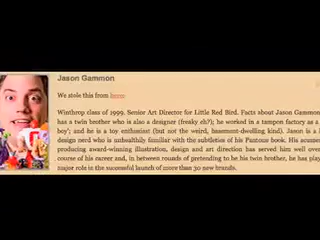 Jason Gammon
We stole this from here
Winthrop class of 1999. Senior Art Director for Little Red Bird. Facts about Jason Gammon
has a twin brother who is also a designer (freaky eh?); he worked in a tampon factory as a
boy'; and he is a toy enthusiast (but not the weird, basement-dwelling kind). Jason is a
design nerd who is unhealthily familiar with the subtleties of his Pantone book. His acumen
producing award-winning illustration, design and art direction has served him well over
course of his career and, in between rounds of pretending to be his twin brother, he has play
major role in the successful launch of more than 30 new brands.